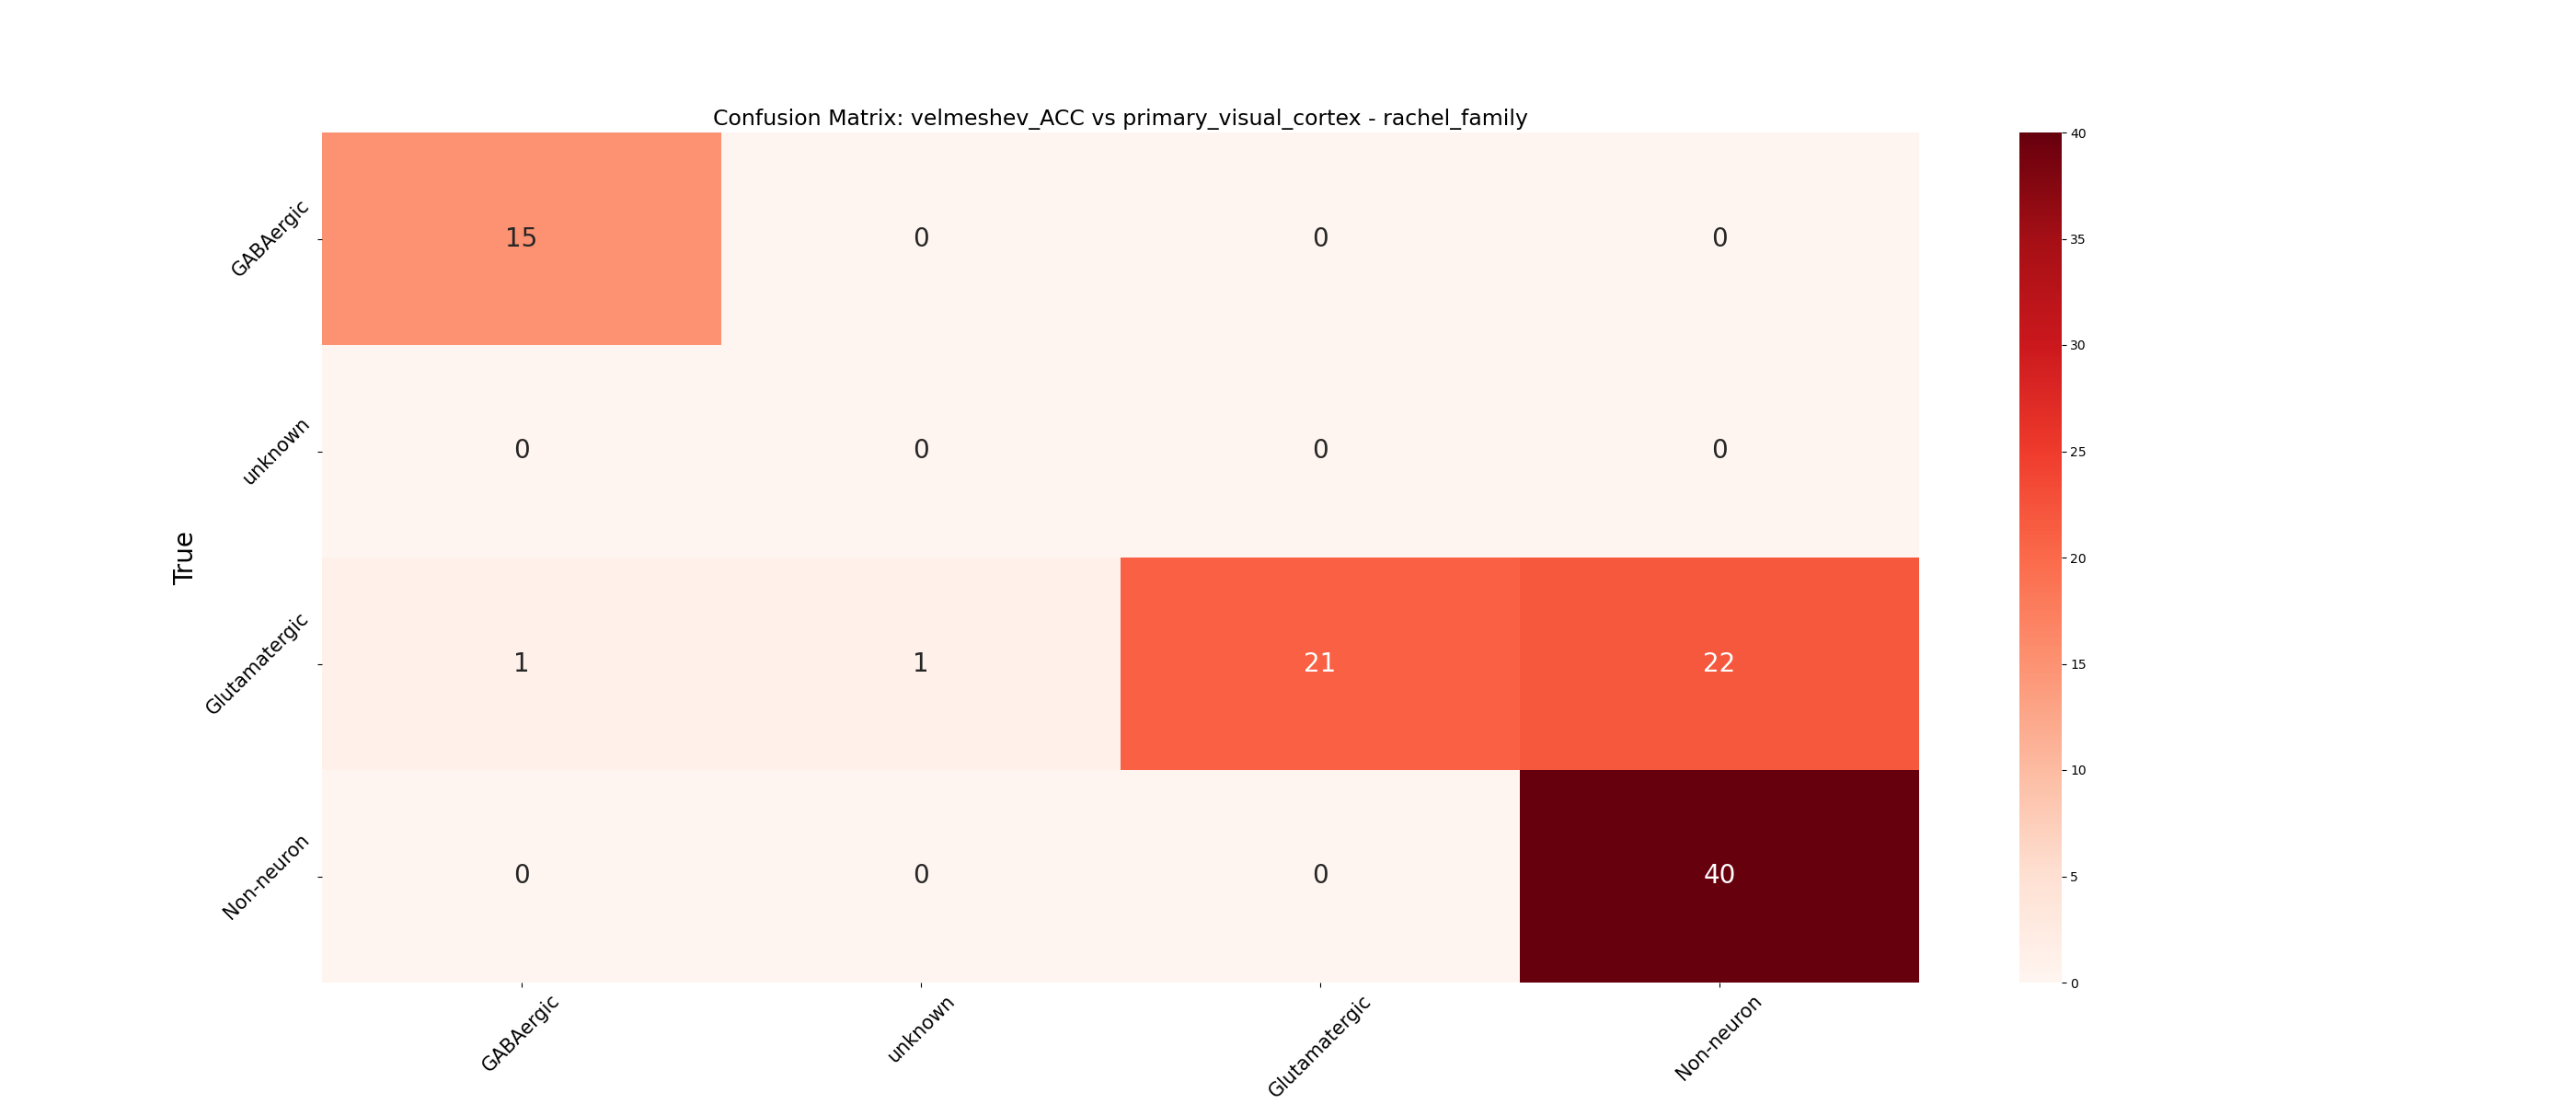 Confusion Matrix: velmeshev_ACC vs primary_visual_cortex - rachel_family
True
GABAergic 15 0 0 0
unknown 0 0 0 0
Glutamatergic 1 1 21 22
Non-neuron 0 0 0 40
GABAergic unknown Glutamatergic Non-neuron
40
35
30
25
20
15
10
5
0